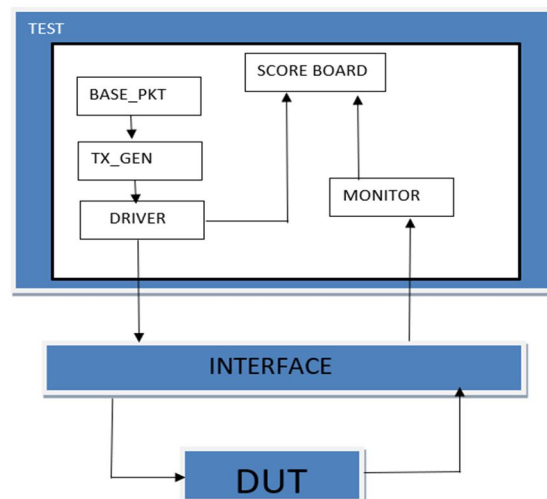 TEST
SCORE BOARD
BASE_PKT
TX_GEN
MONITOR
DRIVER
INTERFACE
DUT